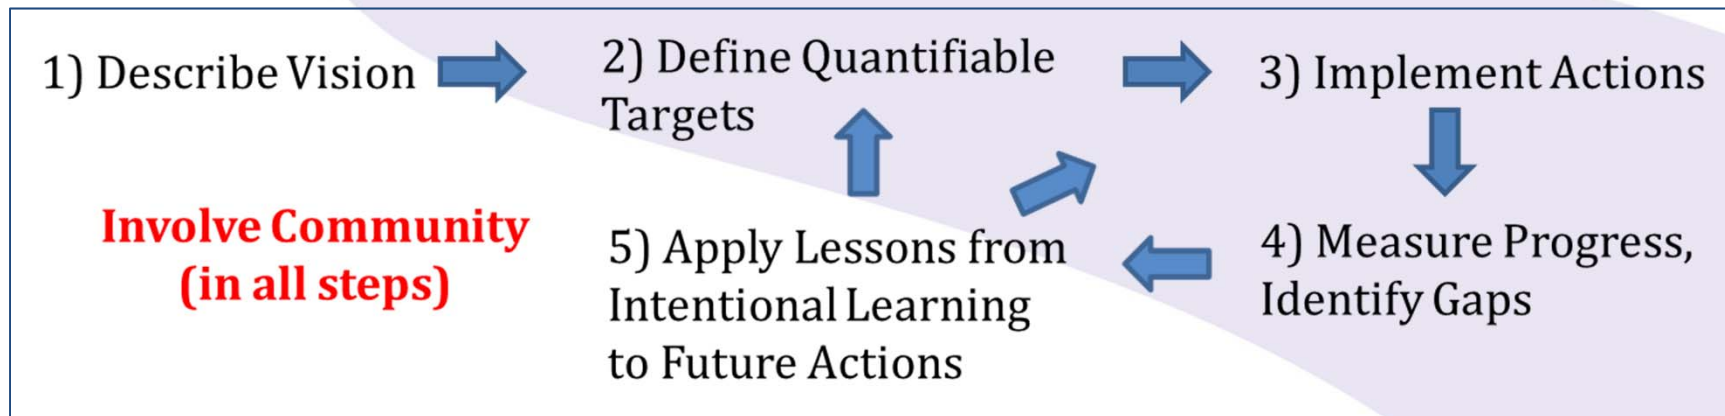 1) Describe Vision
2) Define Quantifiable
Targets
3) Implement Actions
Involve Community
(in all steps)
5) Apply Lessons from
Intentional Learning
to Future Actions
4) Measure Progress,
Identify Gaps